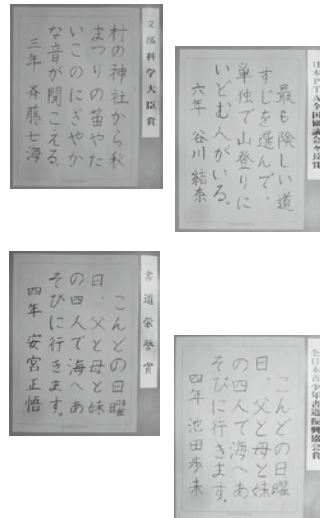 文部科学大臣賞
村の神社から秋
まつりの笛やた
いこのにぎやか
な音が聞こえる。
三年 斉藤七海
日本PTA全国協議会会長賞
最も険しい道
すじを選んで、
単独で山登りに
いどむ人がいる。
六年 谷川結奈
書道栄誉賞
こんどの日曜
日、父と母と妹
の四人で海へあ
そびに行きます。
四年 安宮正悟
全日本青少年書道振興協会賞
こんどの日曜
日、父と母と妹
の四人で海へあ
そびに行きます。
四年 池田歩未